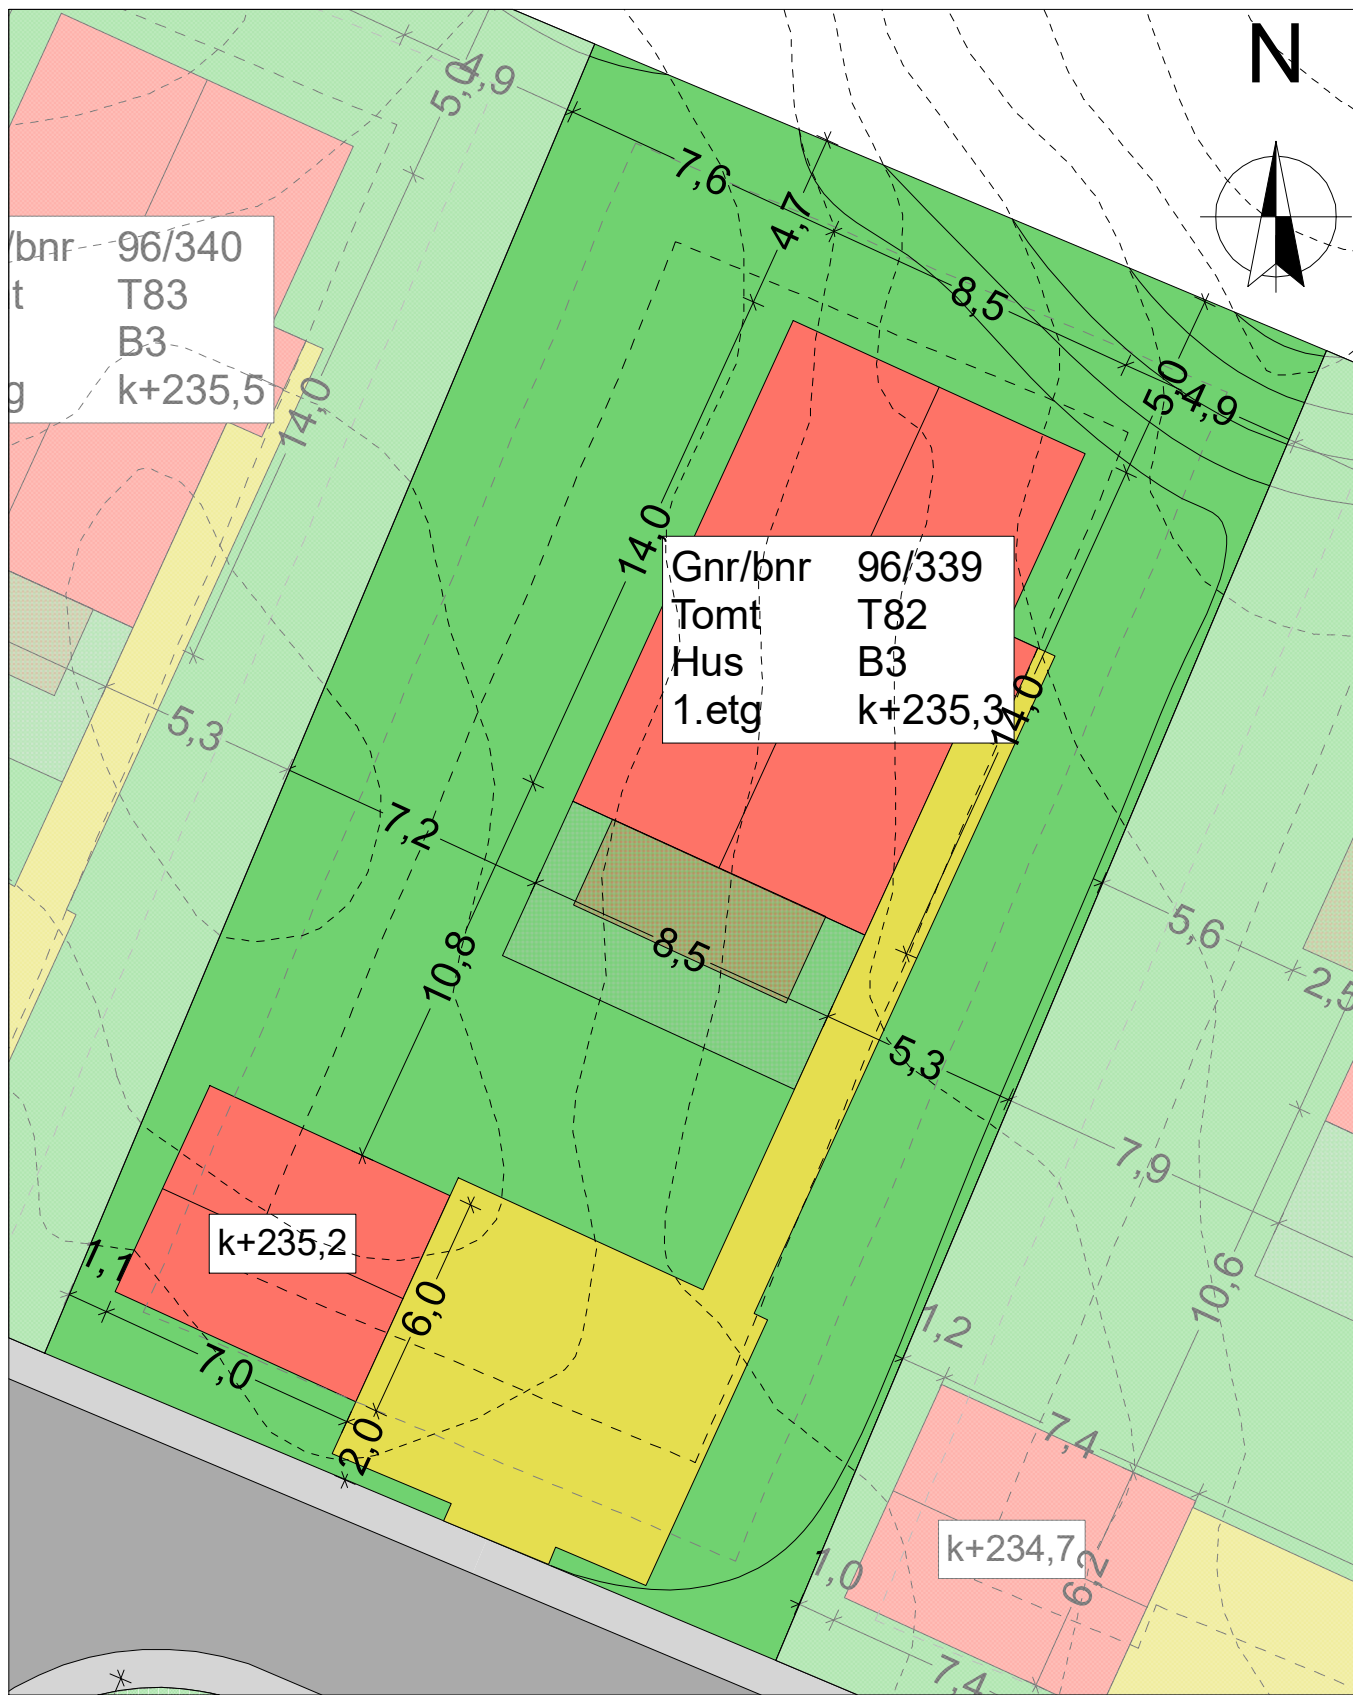 N
4,9
5,0
7,6
4,7
8,5
/bnr 96/340
t T83
B3
g k+235,5
5,0
4,9
14,0
14,0
Gnr/bnr 96/339
Tomt T82
Hus B3
1.etg k+235,3
14,0
5,3
7,2
8,5
5,6
10,8
2,5
5,3
7,9
k+235,2
1,1
6,0
10,6
1,2
7,0
2,0
7,4
k+234,7
1,0
6,2
7,4